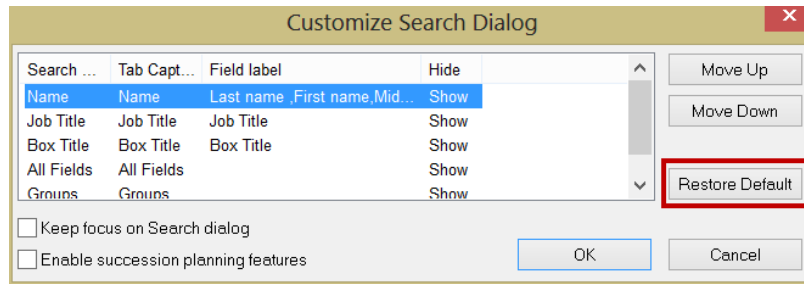 Customize Search Dialog
Search ... Tab Capt... Field label Hide
Name Name Last name ,First name,Mid... Show
Job Title Job Title Job Title Show
Box Title Box Title Box Title Show
All Fields All Fields Show
Groups Groups Show
Move Up
Move Down
Restore Default
Keep focus on Search dialog
Enable succession planning features
OK
Cancel